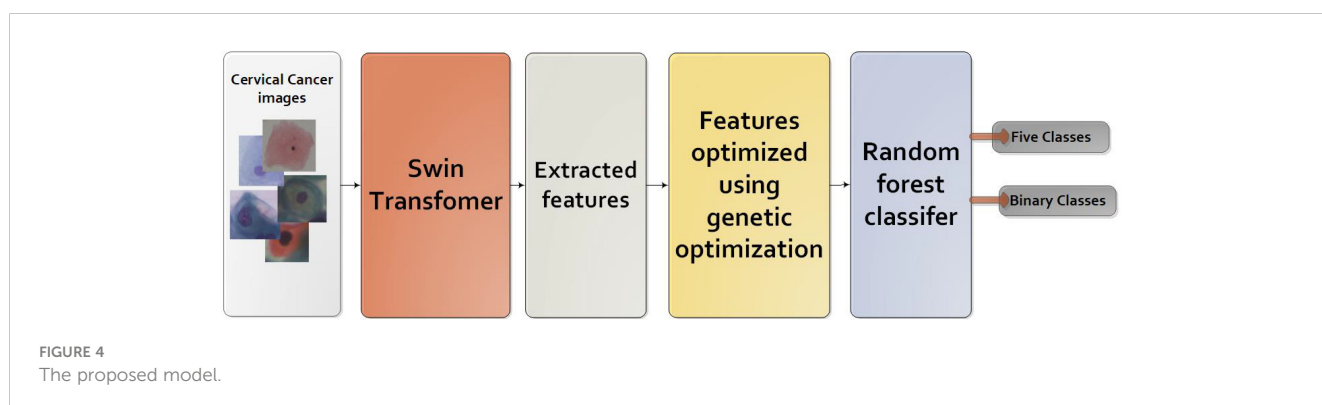 Cervical Cancer
images
Swin
Transfomer
Extracted
features
Features
optimized
using
genetic
optimization
Random
forest
classifer
Five Classes
Binary Classes
FIGURE 4
The proposed model.